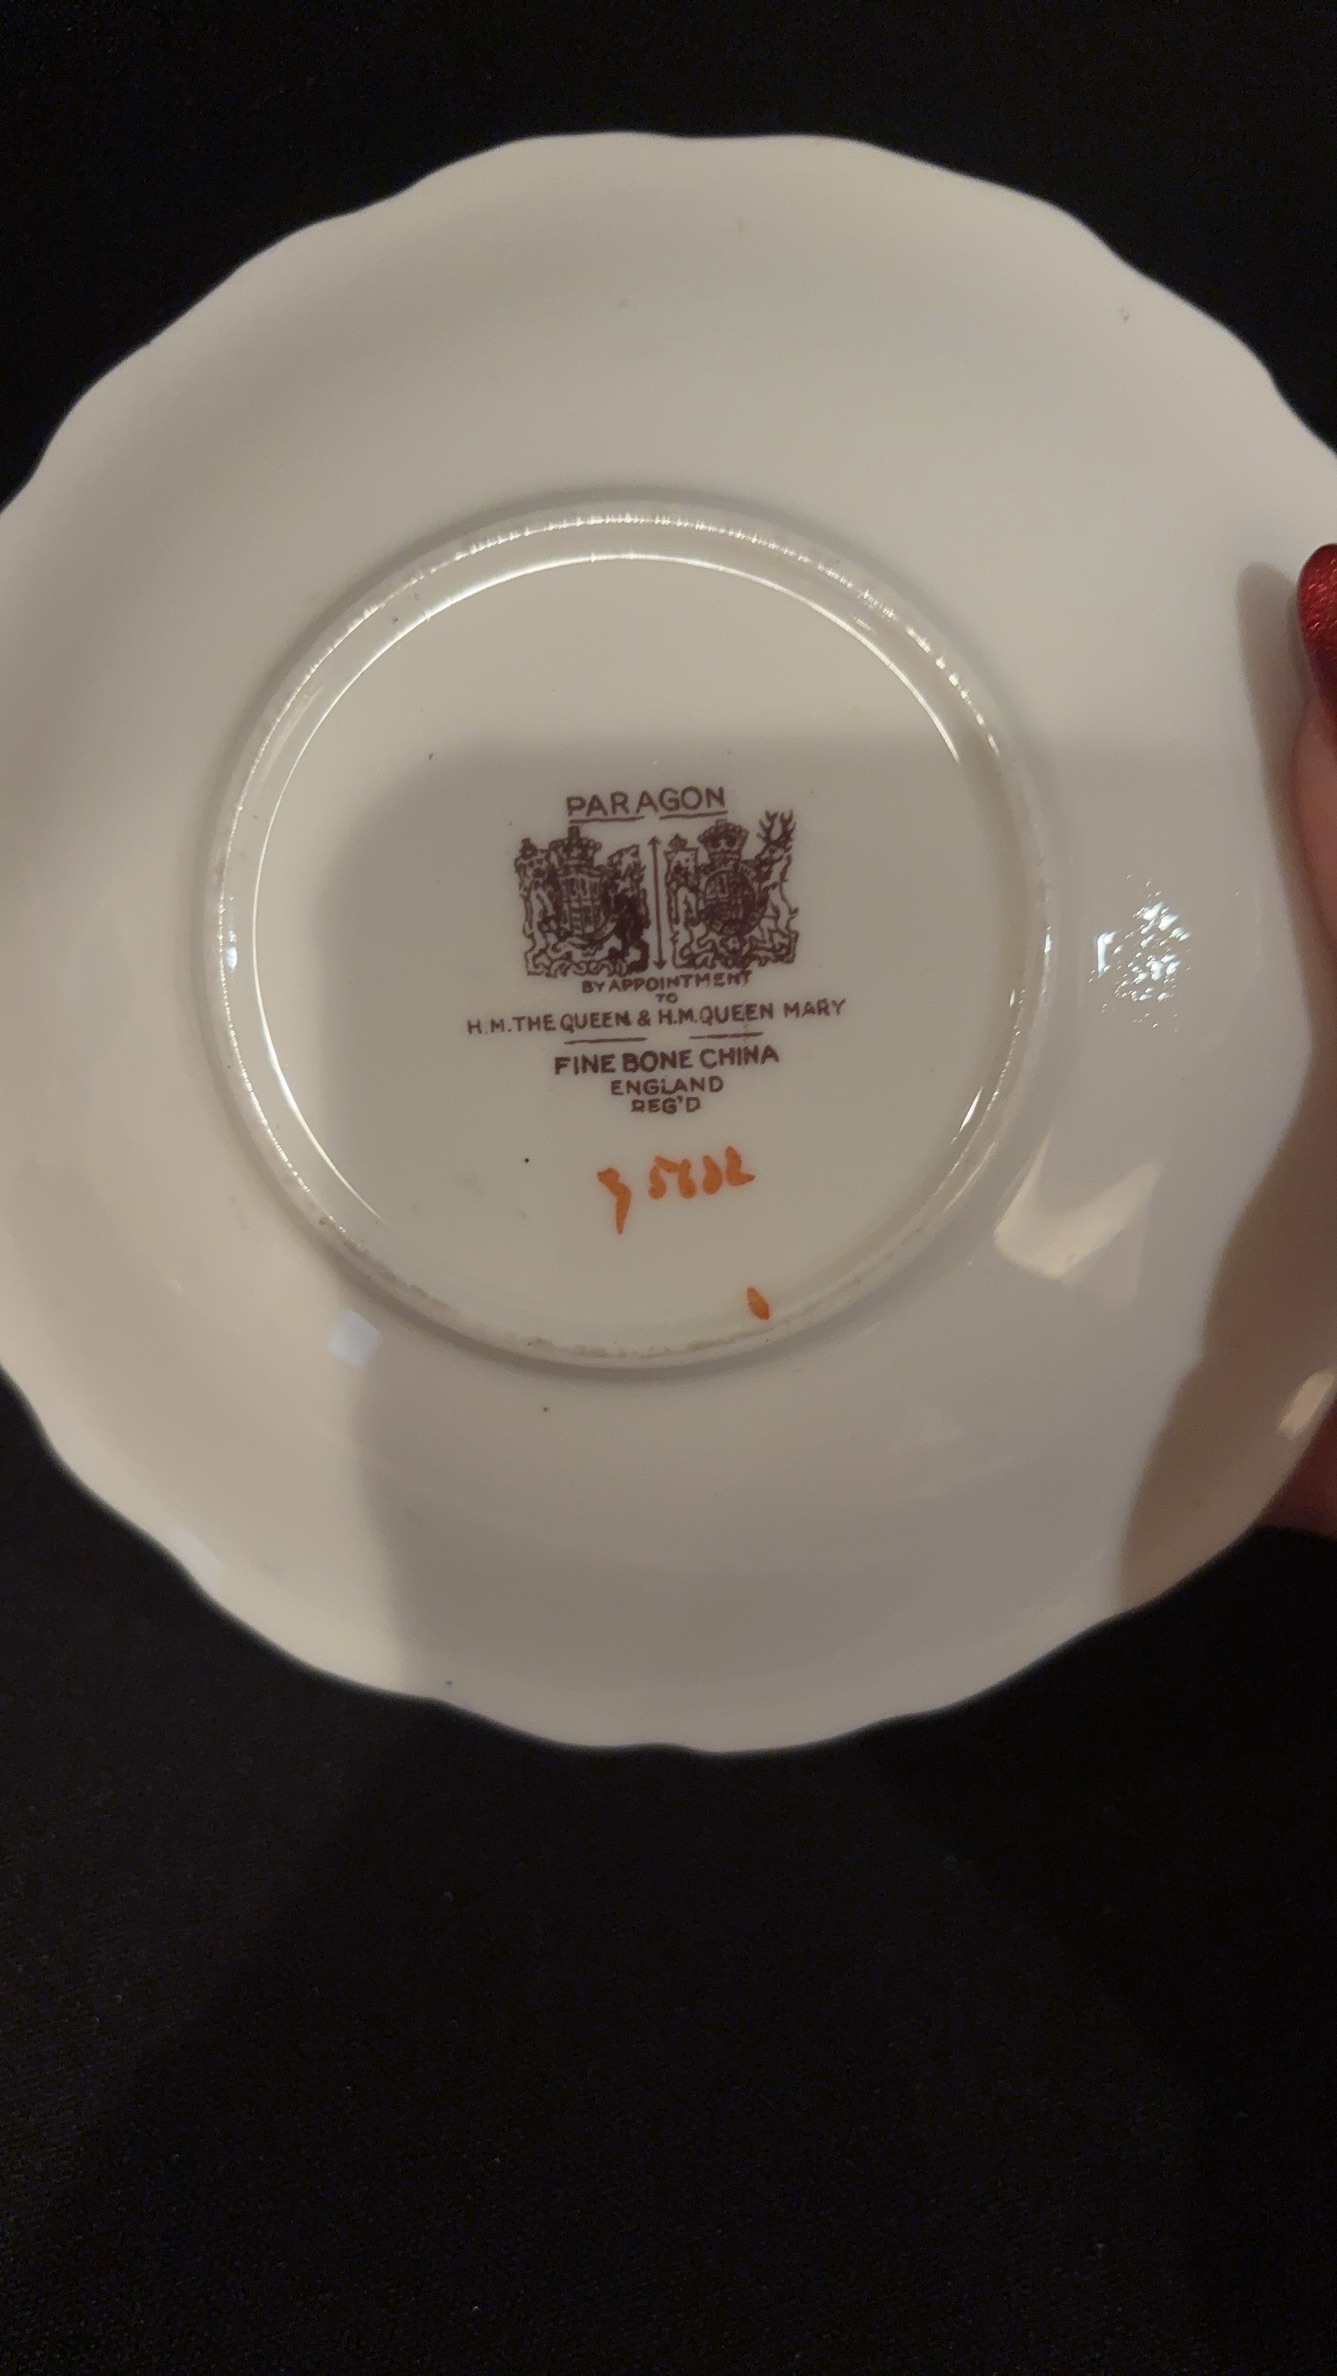 PARAGON
BY APPOINTMENT
TO
H.M. THE QUEEN & H.M. QUEEN MARY
FINE BONE CHINA
ENGLAND
REG'D